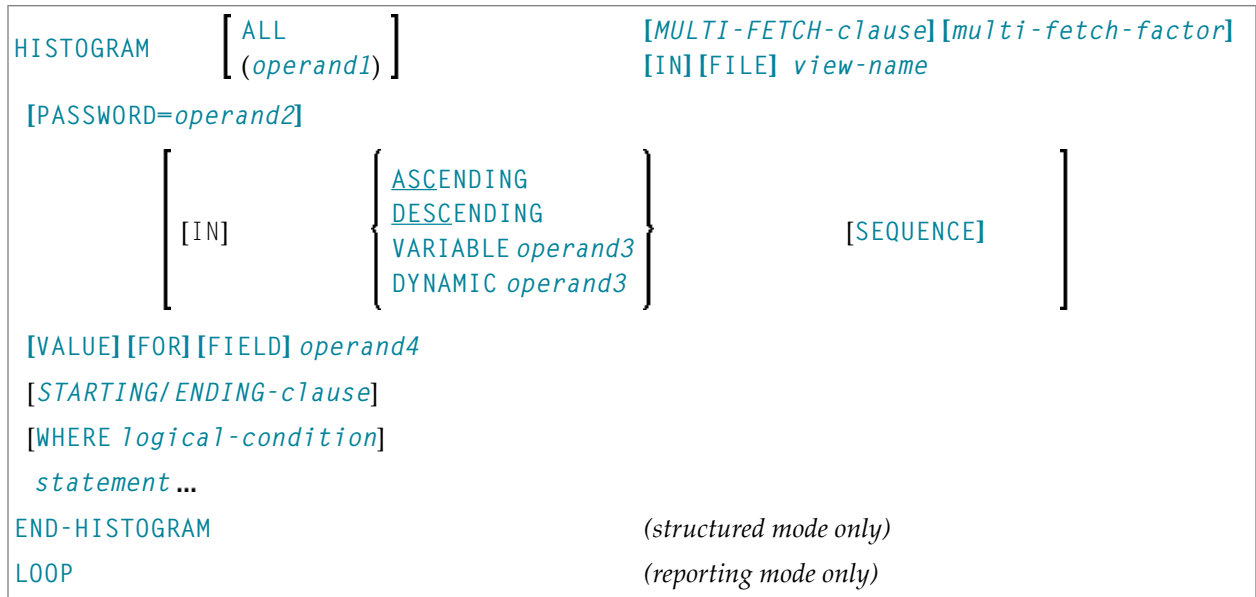 HISTOGRAM [ ALL (operand1) ] [MULTI-FETCH-clause] [multi-fetch-factor]
[IN] [FILE] view-name
[PASSWORD=operand2]
[ [IN] { ASCENDING
DESCENDING
VARIABLE operand3
DYNAMIC operand3 } [SEQUENCE] ]
[VALUE] [FOR] [FIELD] operand4
[STARTING/ENDING-clause]
[WHERE logical-condition]
statement ...
END-HISTOGRAM (structured mode only)
LOOP (reporting mode only)